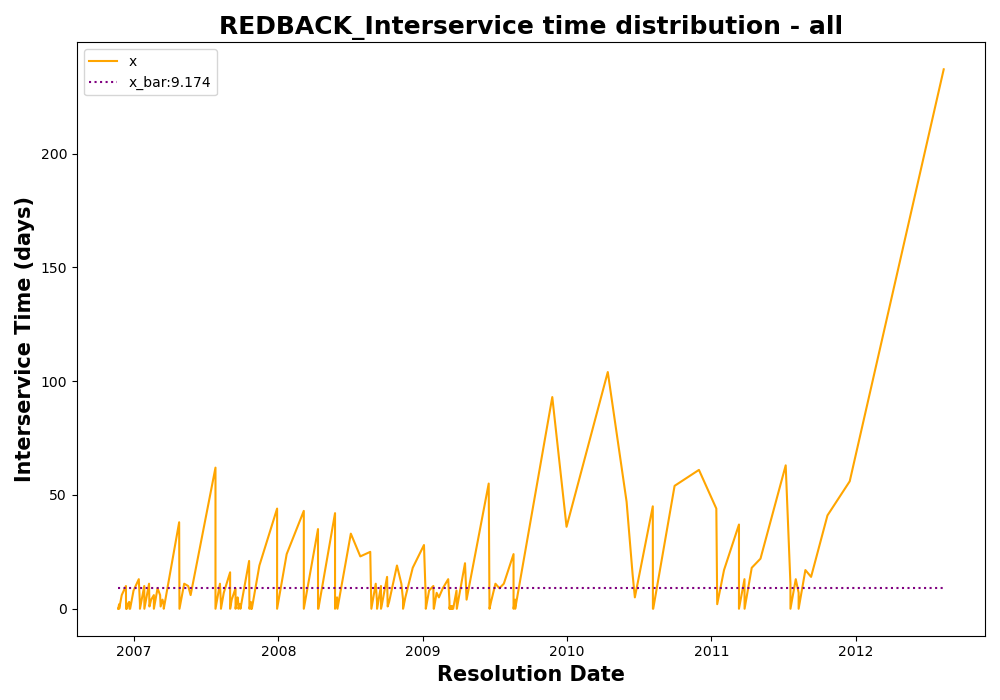 REDBACK_Interservice time distribution - all
x
x_bar:9.174
Interservice Time (days)
200
150
100
50
0
2007 2008 2009 2010 2011 2012
Resolution Date